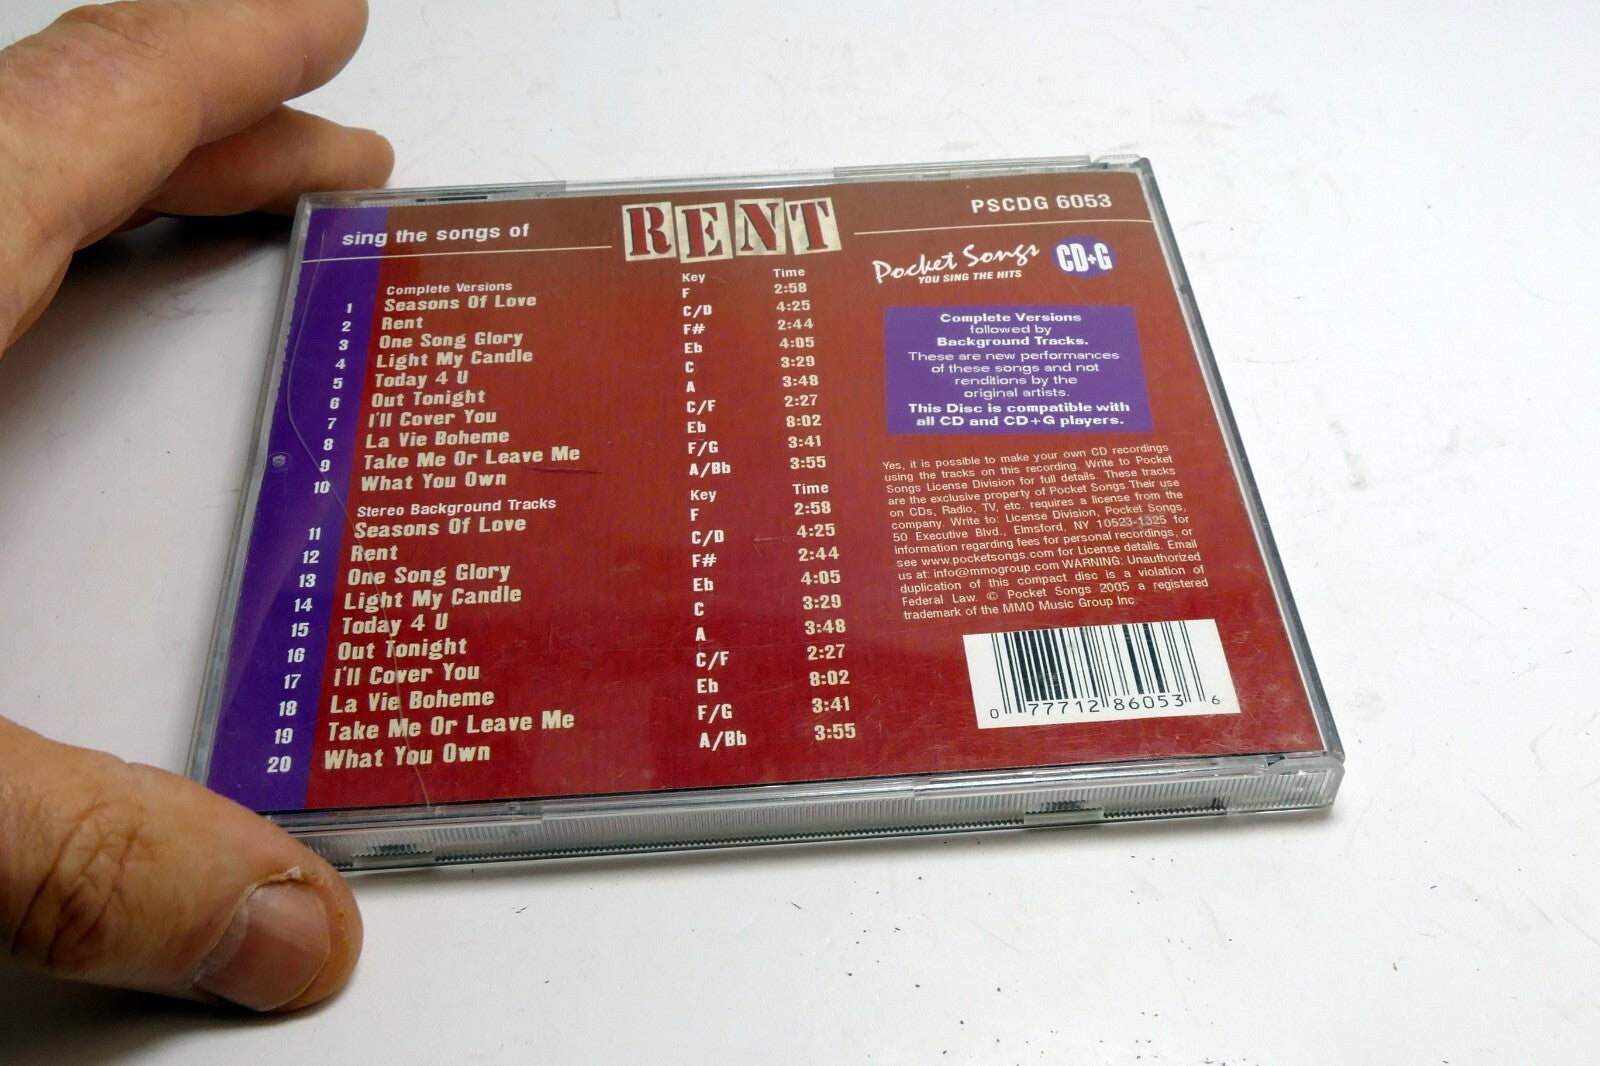 sing the songs of RENT PSCDG 6053
Pocket Songs CD+G
YOU SING THE HITS
Complete Versions Key Time
1 Seasons Of Love F 2:58
2 Rent C/D 4:25
3 One Song Glory F# 2:44
4 Light My Candle Eb 4:05
5 Today 4 U C 3:29
6 Out Tonight A 3:48
7 I'll Cover You C/F 2:27
8 La Vie Boheme Eb 8:02
9 Take Me Or Leave Me F/G 3:41
10 What You Own A/Bb 3:55
Stereo Background Tracks Key Time
11 Seasons Of Love F 2:58
12 Rent C/D 4:25
13 One Song Glory F# 2:44
14 Light My Candle Eb 4:05
15 Today 4 U C 3:29
16 Out Tonight A 3:48
17 I'll Cover You C/F 2:27
18 La Vie Boheme Eb 8:02
19 Take Me Or Leave Me F/G 3:41
20 What You Own A/Bb 3:55
Complete Versions
followed by
Background Tracks.
These are new performances
of these songs and not
renditions by the
original artists.
This Disc is compatible with
all CD and CD+G players.
Yes, it is possible to make your own CD recordings
using the tracks on this recording. Write to Pocket
Songs License Division for full details. These tracks
are the exclusive property of Pocket Songs.Their use
on CDs, Radio, TV, etc. requires a license from the
company. Write to: License Division, Pocket Songs,
50 Executive Blvd., Elmsford, NY 10523-1325 for
information regarding fees for personal recordings, or
see www.pocketsongs.com for License details. Email
us at: info@mmogroup.com WARNING: Unauthorized
duplication of this compact disc is a violation of
Federal Law. © Pocket Songs 2005 a registered
trademark of the MMO Music Group Inc.
0 77712 86053 6